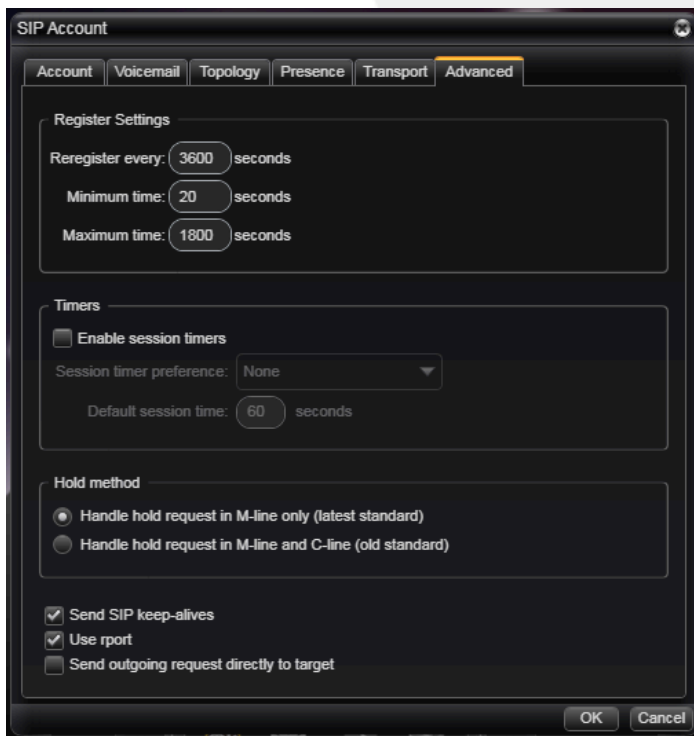 SIP Account
Account Voicemail Topology Presence Transport Advanced
Register Settings
Reregister every: 3600 seconds
Minimum time: 20 seconds
Maximum time: 1800 seconds
Timers
Enable session timers
Session timer preference: None
Default session time: 60 seconds
Hold method
Handle hold request in M-line only (latest standard)
Handle hold request in M-line and C-line (old standard)
Send SIP keep-alives
Use rport
Send outgoing request directly to target
OK Cancel